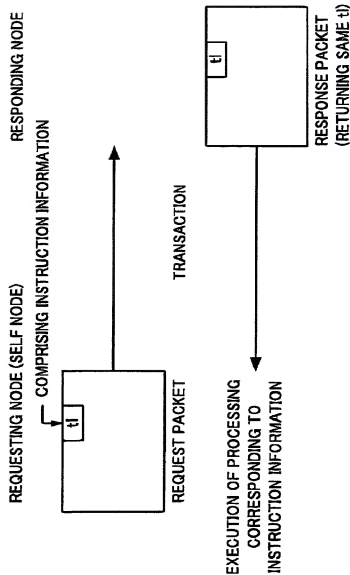 REQUESTING NODE (SELF NODE)
RESPONDING NODE
COMPRISING INSTRUCTION INFORMATION
tl
REQUEST PACKET
TRANSACTION
tl
EXECUTION OF PROCESSING
CORRESPONDING TO
INSTRUCTION INFORMATION
RESPONSE PACKET
(RETURNING SAME tl)